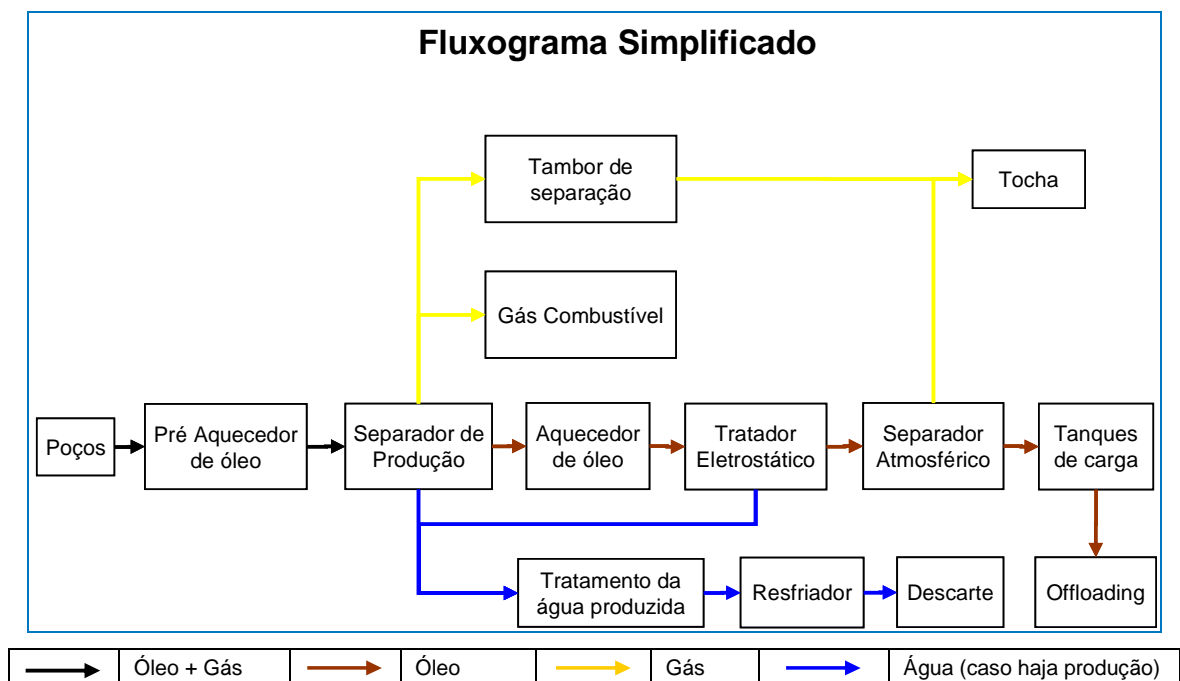 Fluxograma Simplificado
Tambor de
separação
Tocha
Gás Combustível
Poços
Pré Aquecedor
de óleo
Separador de
Produção
Aquecedor
de óleo
Tratador
Eletrostático
Separador
Atmosférico
Tanques
de carga
Tratamento da
água produzida
Resfriador
Descarte
Offloading
Óleo + Gás
Óleo
Gás
Água (caso haja produção)